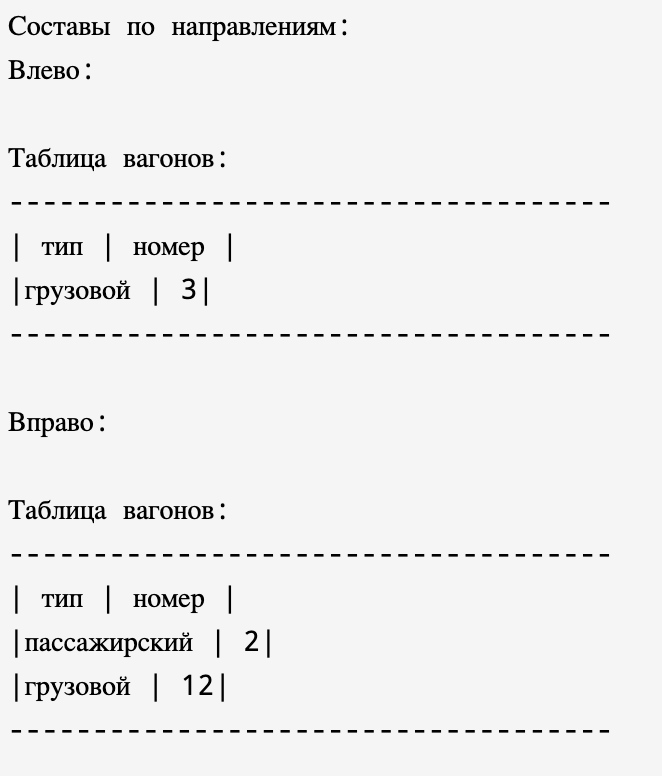 Составы по направлениям:
Влево:
Таблица вагонов:
------------------------------------
| тип | номер |
|грузовой | 3|
------------------------------------
Вправо:
Таблица вагонов:
------------------------------------
| тип | номер |
|пассажирский | 2|
|грузовой | 12|
------------------------------------